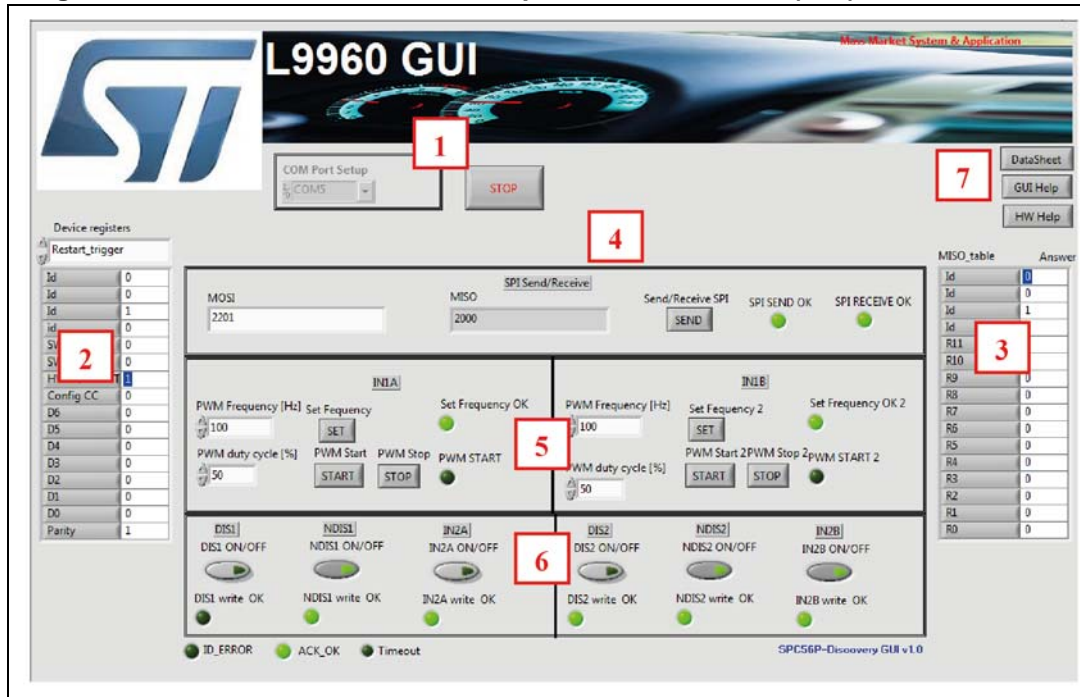 L9960 GUI
Mass Market System & Application
1
COM Port Setup
COM5
STOP
7
DataSheet
GUI Help
HW Help
Device registers
Restart_trigger
Id 0
Id 0
Id 1
id 0
0
0
1
Config CC 0
D6 0
D5 0
D4 0
D3 0
D2 0
D1 0
D0 0
Parity 1
2
4
SPI Send/Receive
MOSI
2201
MISO
2000
Send/Receive SPI
SEND
SPI SEND OK
SPI RECEIVE OK
IN1A
PWM Frequency [Hz]
100
Set Fequency
SET
Set Frequency OK
PWM duty cycle [%]
50
PWM Start
START
PWM Stop
STOP
PWM START
5
IN1B
PWM Frequency [Hz]
100
Set Fequency 2
SET
Set Frequency OK 2
PWM duty cycle [%]
50
PWM Start 2
START
PWM Stop 2
STOP
PWM START 2
DIS1
DIS1 ON/OFF
DIS1 write OK
NDIS1
NDIS1 ON/OFF
NDIS1 write OK
IN2A
IN2A ON/OFF
IN2A write OK
6
DIS2
DIS2 ON/OFF
DIS2 write OK
NDIS2
NDIS2 ON/OFF
NDIS2 write OK
IN2B
IN2B ON/OFF
IN2B write OK
MISO_table Answer
Id 0
Id 0
Id 1
Id
R11
R10
R9 0
R8 0
R7 0
R6 0
R5 0
R4 0
R3 0
R2 0
R1 0
R0 0
3
ID_ERROR
ACK_OK
Timeout
SPC56P-Disoovery GUI v1.0